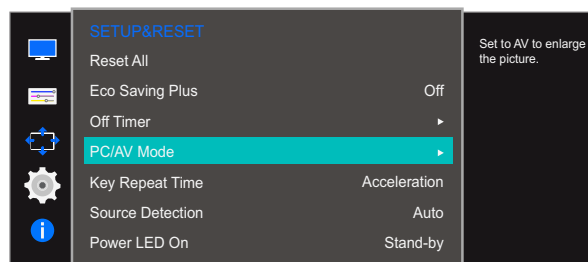 SETUP&RESET
Reset All
Eco Saving Plus Off
Off Timer
PC/AV Mode
Key Repeat Time Acceleration
Source Detection Auto
Power LED On Stand-by
Set to AV to enlarge
the picture.